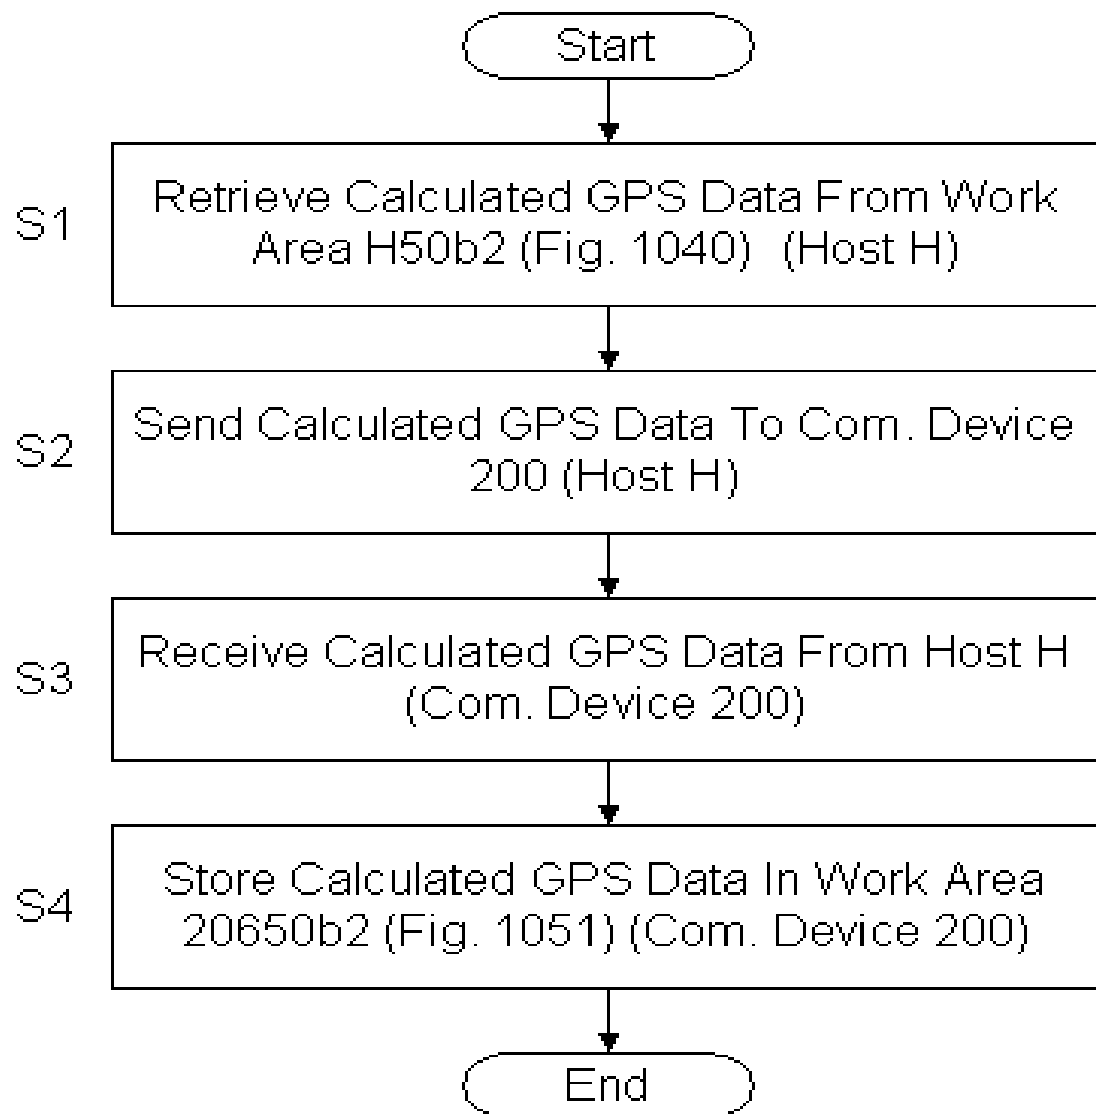 Start
S1
Retrieve Calculated GPS Data From Work
Area H50b2 (Fig. 1040) (Host H)
S2
Send Calculated GPS Data To Com. Device
200 (Host H)
S3
Receive Calculated GPS Data From Host H
(Com. Device 200)
S4
Store Calculated GPS Data In Work Area
20650b2 (Fig. 1051) (Com. Device 200)
End